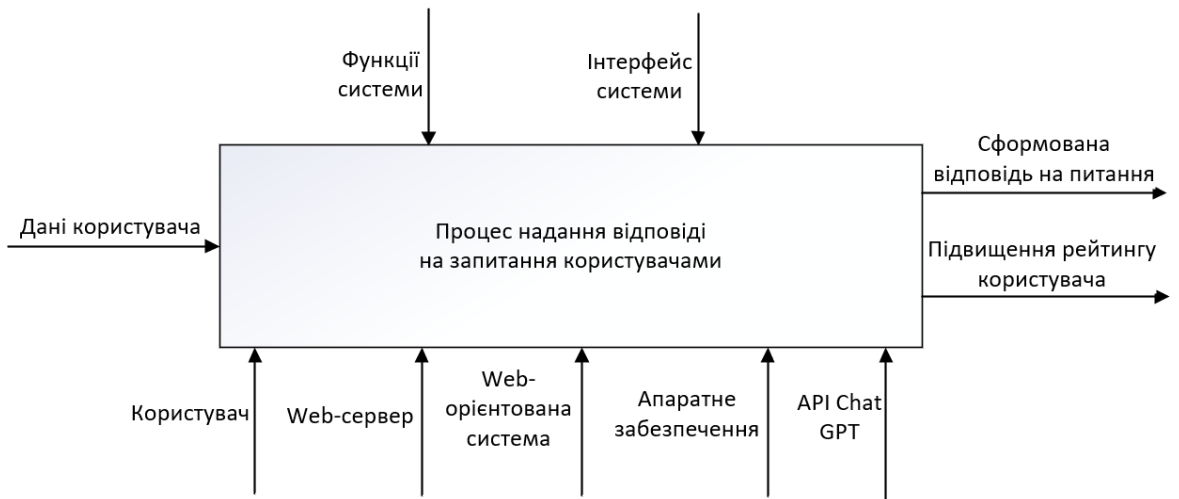 Функції
системи
Інтерфейс
системи
Сформована
відповідь на питання
Дані користувача
Процес надання відповіді
на запитання користувачами
Підвищення рейтингу
користувача
Користувач
Web-сервер
Web-
орієнтована
система
Апаратне
забезпечення
API Chat
GPT